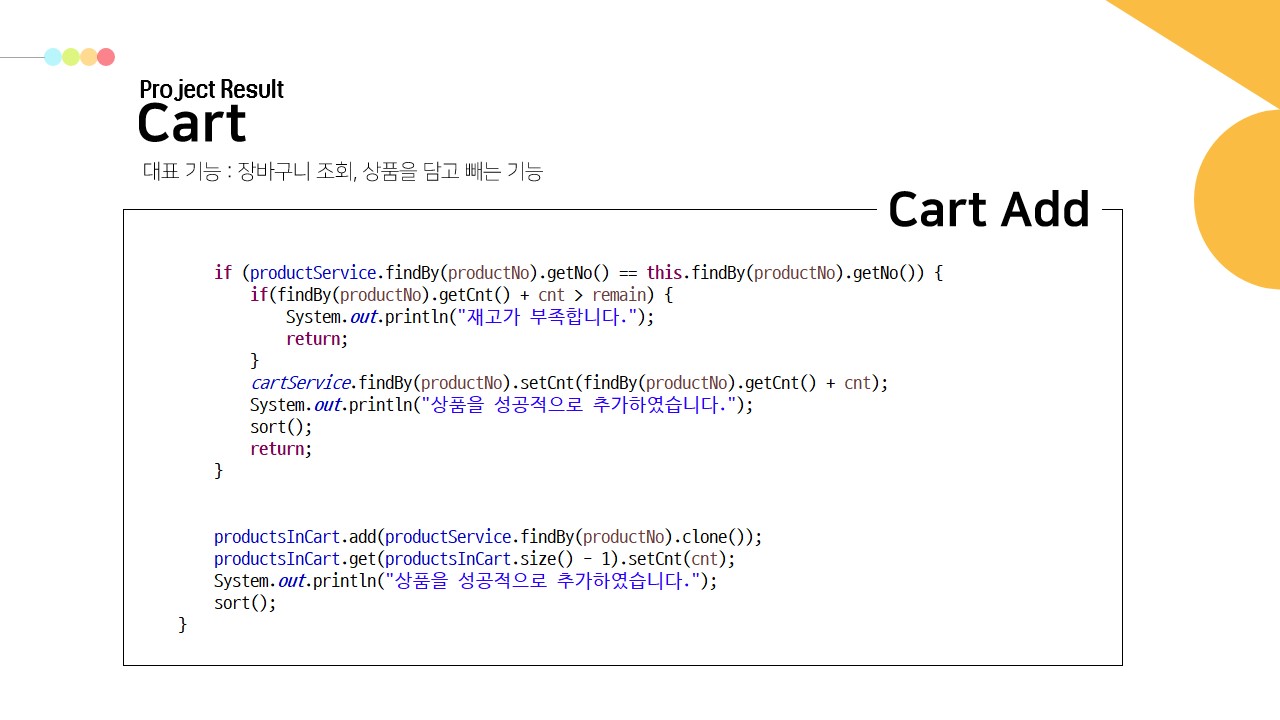 Project Result
Cart
대표 기능 : 장바구니 조회, 상품을 담고 빼는 기능
Cart Add
if (productService.findBy(productNo).getNo() == this.findBy(productNo).getNo()) {
if(findBy(productNo).getCnt() + cnt > remain) {
System.out.println("재고가 부족합니다.");
return;
}
cartService.findBy(productNo).setCnt(findBy(productNo).getCnt() + cnt);
System.out.println("상품을 성공적으로 추가하였습니다.");
sort();
return;
}
productsInCart.add(productService.findBy(productNo).clone());
productsInCart.get(productsInCart.size() - 1).setCnt(cnt);
System.out.println("상품을 성공적으로 추가하였습니다.");
sort();
}